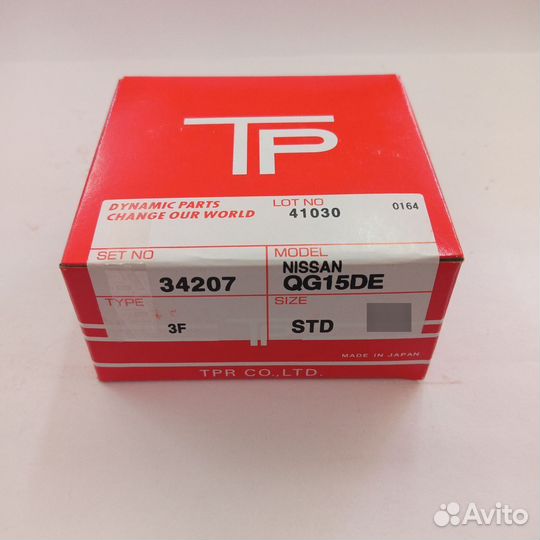 TP
DYNAMIC PARTS
CHANGE OUR WORLD
LOT NO
41030
0164
SET NO
34207
MODEL
NISSAN
QG15DE
TYPE
3F
SIZE
STD
TP
MADE IN JAPAN
TPR CO.,LTD.
Avito